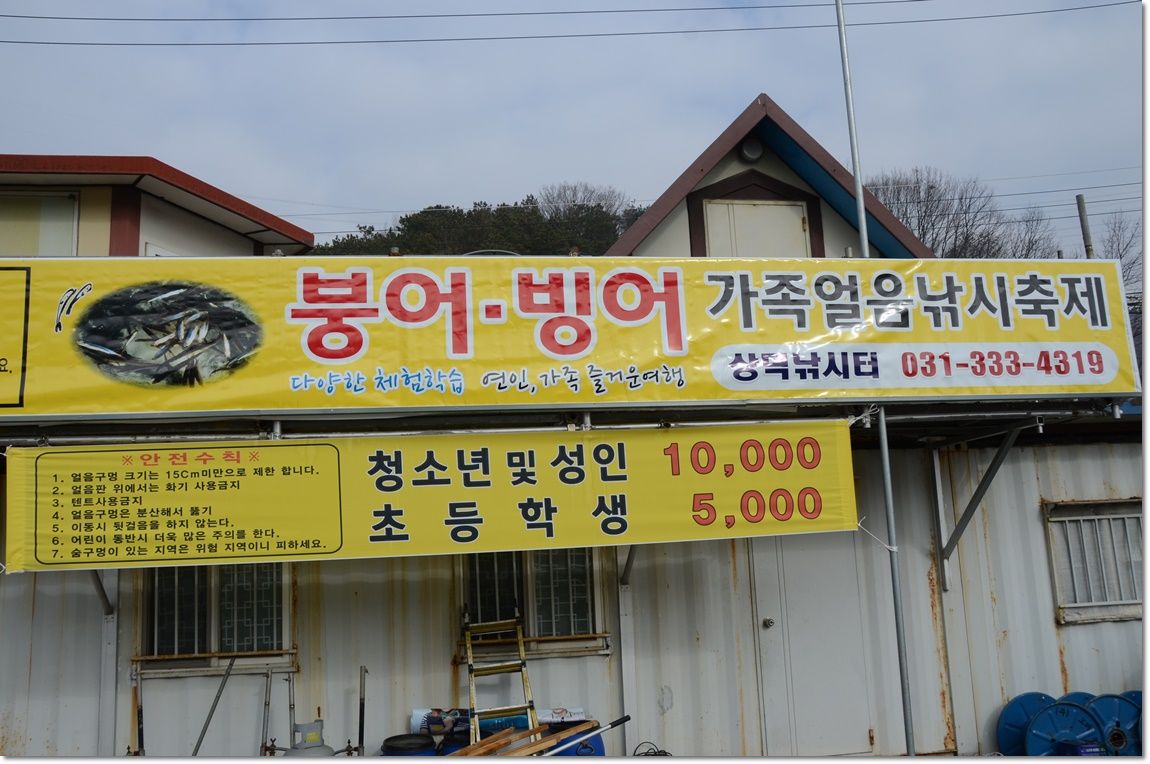 붕어·빙어 가족얼음낚시축제
다양한 체험학습 연인,가족 즐거운여행
상덕낚시터 031-333-4319
요.
※안전수칙※
1. 얼음구멍 크기는 15Cm미만으로 제한 합니다.
2. 얼음판 위에서는 화기 사용금지
3. 텐트사용금지
4. 얼음구멍은 분산해서 뚫기
5. 이동시 뒷걸음을 하지 않는다.
6. 어린이 동반시 더욱 많은 주의를 한다.
7. 숨구멍이 있는 지역은 위험 지역이니 피하세요.
청소년 및 성인 10,000
초등학생 5,000